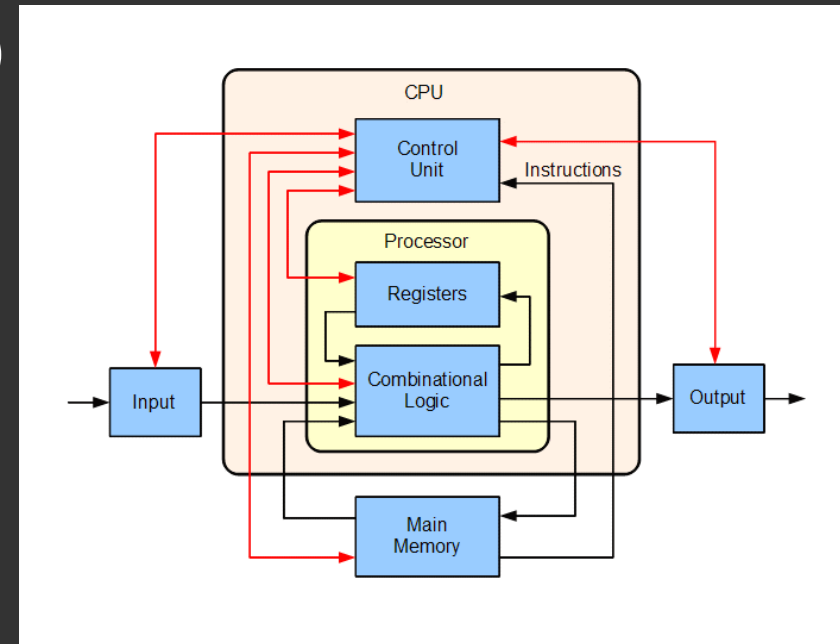 CPU
Control
Unit
Instructions
Processor
Registers
Combinational
Logic
Input
Output
Main
Memory